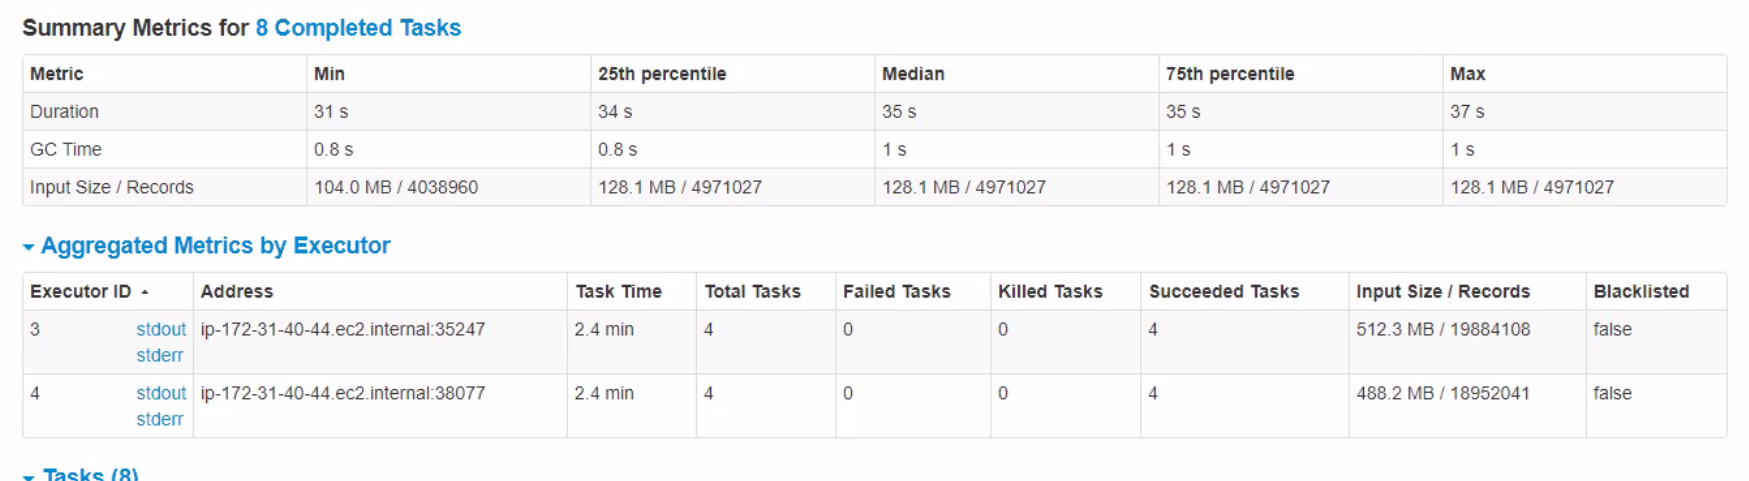 Summary Metrics for 8 Completed Tasks
Metric Min 25th percentile Median 75th percentile Max
Duration 31 s 34 s 35 s 35 s 37 s
GC Time 0.8 s 0.8 s 1 s 1 s 1 s
Input Size / Records 104.0 MB / 4038960 128.1 MB / 4971027 128.1 MB / 4971027 128.1 MB / 4971027 128.1 MB / 4971027
Aggregated Metrics by Executor
Executor ID Address Task Time Total Tasks Failed Tasks Killed Tasks Succeeded Tasks Input Size / Records Blacklisted
3 stdout ip-172-31-40-44.ec2.internal:35247 2.4 min 4 0 0 4 512.3 MB / 19884108 false
stderr
4 stdout ip-172-31-40-44.ec2.internal:38077 2.4 min 4 0 0 4 488.2 MB / 18952041 false
stderr
Tasks (8)